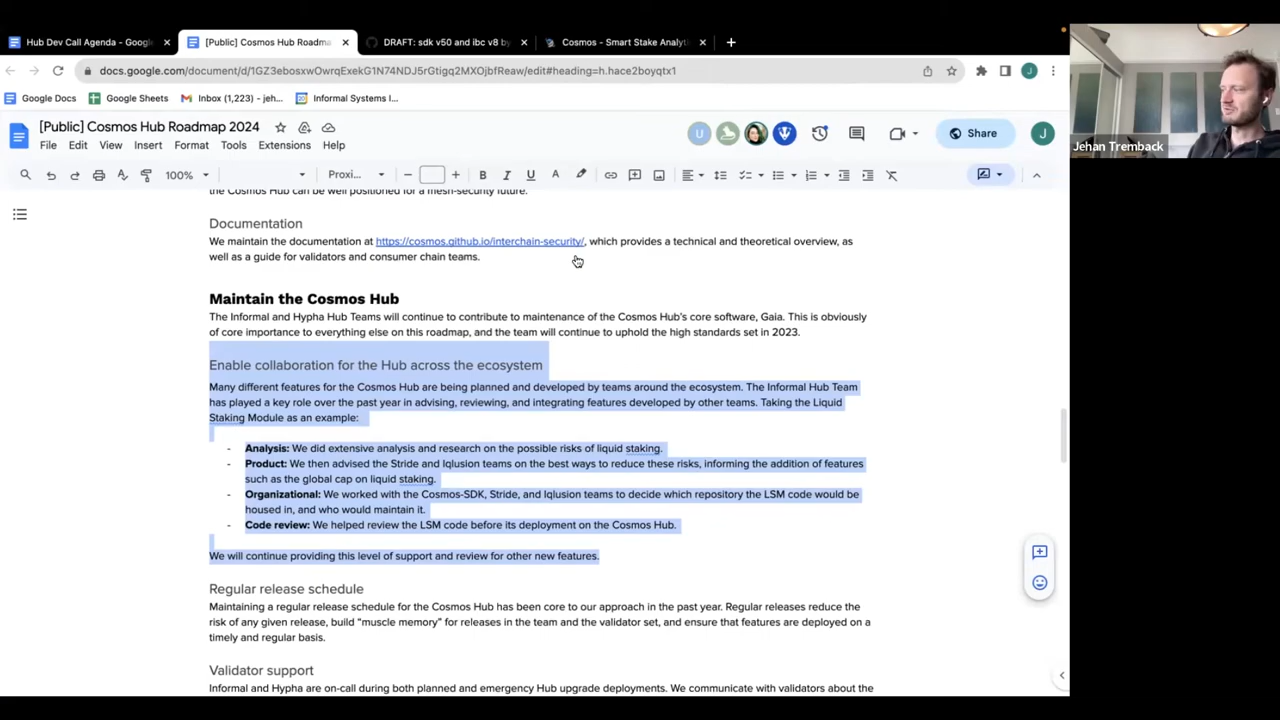 Hub Dev Call Agenda - Google
[Public] Cosmos Hub Roadma
DRAFT: sdk v50 and ibc v8 by
Cosmos - Smart Stake Analyti
docs.google.com/document/d/1GZ3ebosxwOwrqExekG1N74NDJ5rGtigq2MXOjbfReaw/edit#heading=h.hace2boyqtx1
J
Google Docs
Google Sheets
Inbox (1,223) - jeh...
Informal Systems I...
[Public] Cosmos Hub Roadmap 2024
File Edit View Insert Format Tools Extensions Help
U
Share
J
100%
Proxi...
B I U A
the Cosmos Hub can be well positioned for a mesh-security future.
Documentation
We maintain the documentation at https://cosmos.github.io/interchain-security/, which provides a technical and theoretical overview, as
well as a guide for validators and consumer chain teams.
Maintain the Cosmos Hub
The Informal and Hypha Hub Teams will continue to contribute to maintenance of the Cosmos Hub's core software, Gaia. This is obviously
of core importance to everything else on this roadmap, and the team will continue to uphold the high standards set in 2023.
Enable collaboration for the Hub across the ecosystem
Many different features for the Cosmos Hub are being planned and developed by teams around the ecosystem. The Informal Hub Team
has played a key role over the past year in advising, reviewing, and integrating features developed by other teams. Taking the Liquid
Staking Module as an example:
- Analysis: We did extensive analysis and research on the possible risks of liquid staking.
- Product: We then advised the Stride and Iqlusion teams on the best ways to reduce these risks, informing the addition of features
such as the global cap on liquid staking.
- Organizational: We worked with the Cosmos-SDK, Stride, and Iqlusion teams to decide which repository the LSM code would be
housed in, and who would maintain it.
- Code review: We helped review the LSM code before its deployment on the Cosmos Hub.
We will continue providing this level of support and review for other new features.
Regular release schedule
Maintaining a regular release schedule for the Cosmos Hub has been core to our approach in the past year. Regular releases reduce the
risk of any given release, build “muscle memory” for releases in the team and the validator set, and ensure that features are deployed on a
timely and regular basis.
Validator support
Informal and Hypha are on-call during both planned and emergency Hub upgrade deployments. We communicate with validators about the
Jehan Tremback